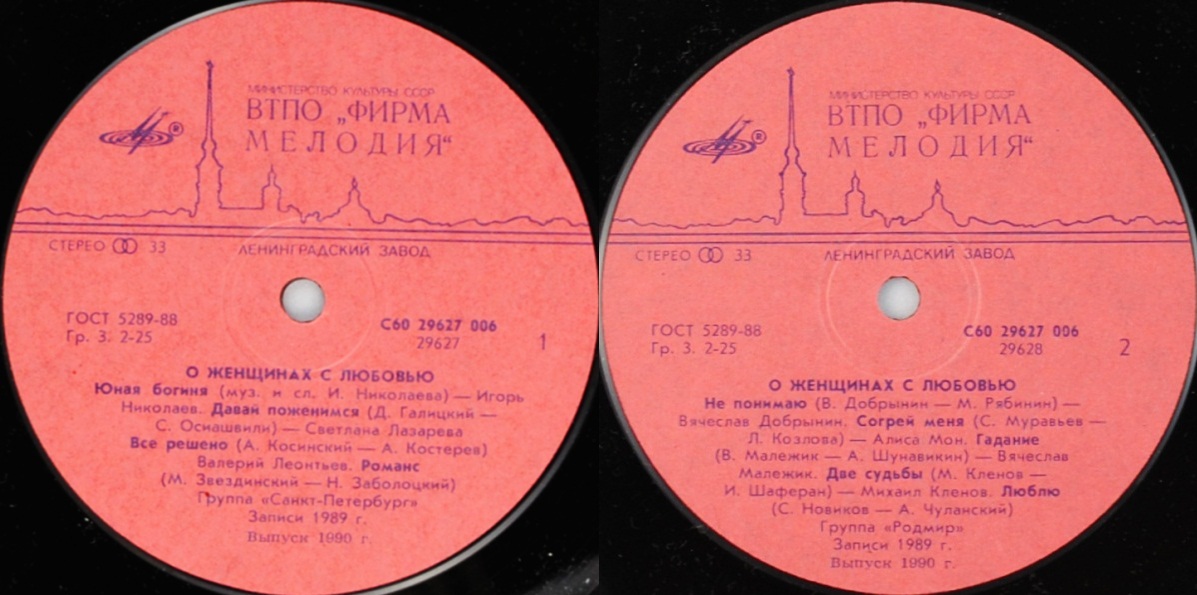 МИНИСТЕРСТВО КУЛЬТУРЫ СССР
ВТПО „ФИРМА
МЕЛОДИЯ“
®
СТЕРЕО 33 ЛЕНИНГРАДСКИЙ ЗАВОД
ГОСТ 5289-88
Гр. 3. 2-25
С60 29627 006
29627
1
О ЖЕНЩИНАХ С ЛЮБОВЬЮ
Юная богиня (муз. и сл. И. Николаева) — Игорь
Николаев. Давай поженимся (Д. Галицкий —
С. Осиашвили) — Светлана Лазарева
Все решено (А. Косинский — А. Костерев)
Валерий Леонтьев. Романс
(М. Звездинский — Н. Заболоцкий)
Группа «Санкт-Петербург»
Записи 1989 г.
Выпуск 1990 г.
МИНИСТЕРСТВО КУЛЬТУРЫ СССР
ВТПО „ФИРМА
МЕЛОДИЯ“
®
СТЕРЕО 33 ЛЕНИНГРАДСКИЙ ЗАВОД
ГОСТ 5289-88
Гр. 3. 2-25
С60 29627 006
29628
2
О ЖЕНЩИНАХ С ЛЮБОВЬЮ
Не понимаю (В. Добрынин — М. Рябинин) —
Вячеслав Добрынин. Согрей меня (С. Муравьев —
Л. Козлова) — Алиса Мон. Гадание
(В. Малежик — А. Шунавикин) — Вячеслав
Малежик. Две судьбы (М. Кленов —
И. Шаферан) — Михаил Кленов. Люблю
(С. Новиков — А. Чуланский)
Группа «Родмир»
Записи 1989 г.
Выпуск 1990 г.